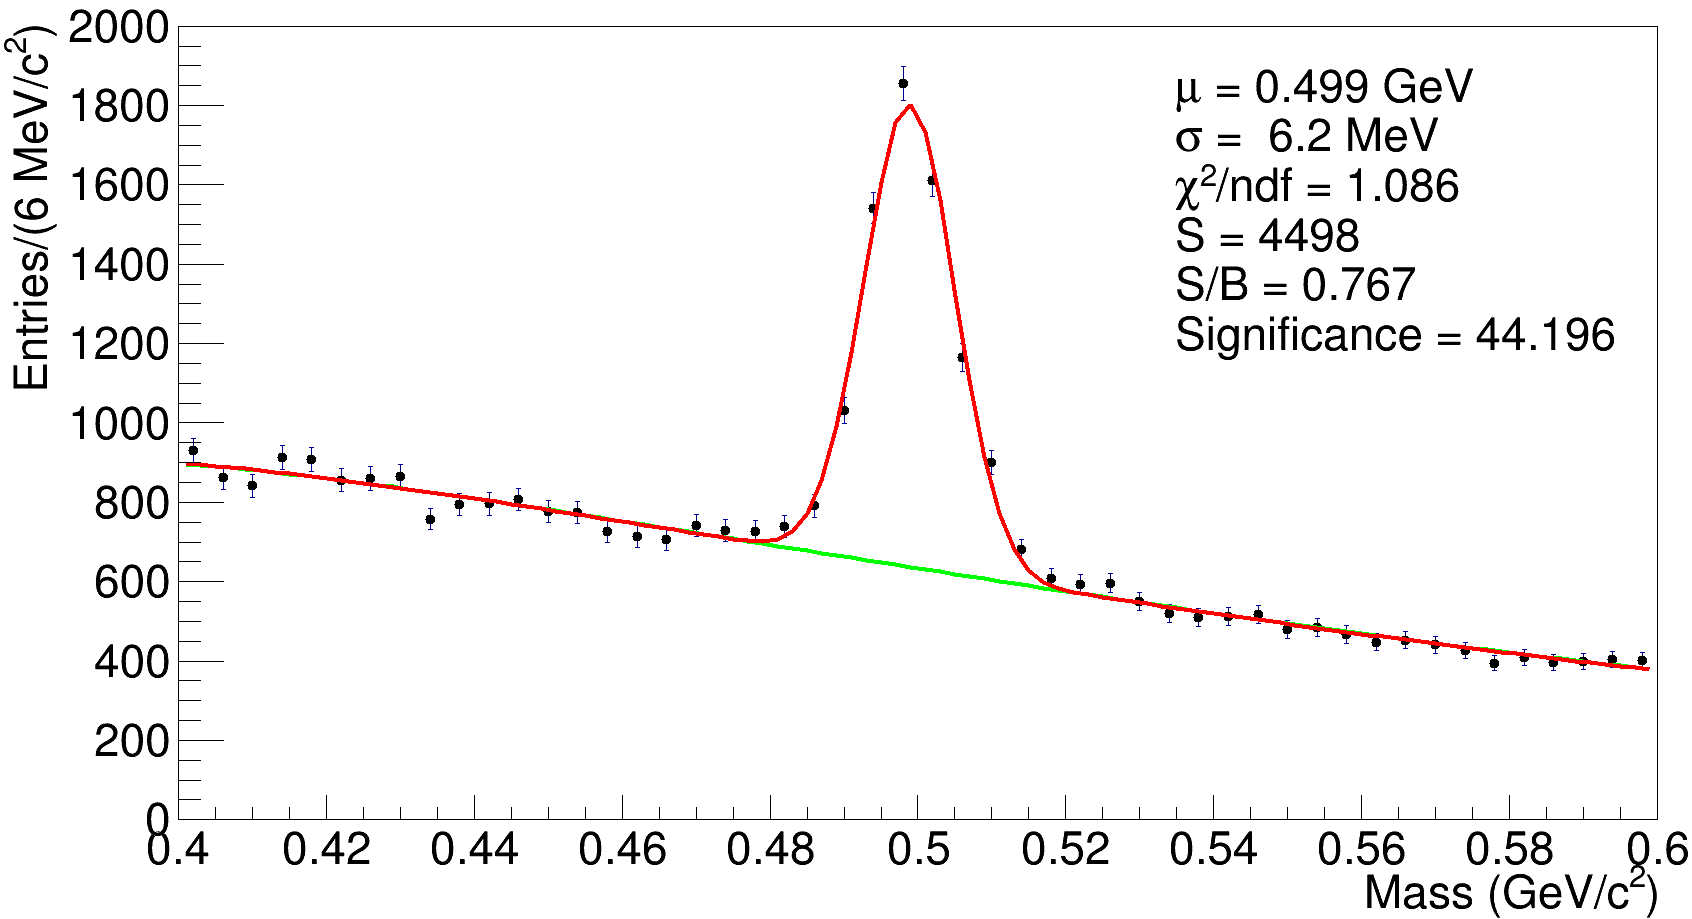 Entries/(6 MeV/c²)
2000
1800
1600
1400
1200
1000
800
600
400
200
0
μ = 0.499 GeV
σ =  6.2 MeV
χ²/ndf = 1.086
S = 4498
S/B = 0.767
Significance = 44.196
0.4 0.42 0.44 0.46 0.48 0.5 0.52 0.54 0.56 0.58 0.6
Mass (GeV/c²)